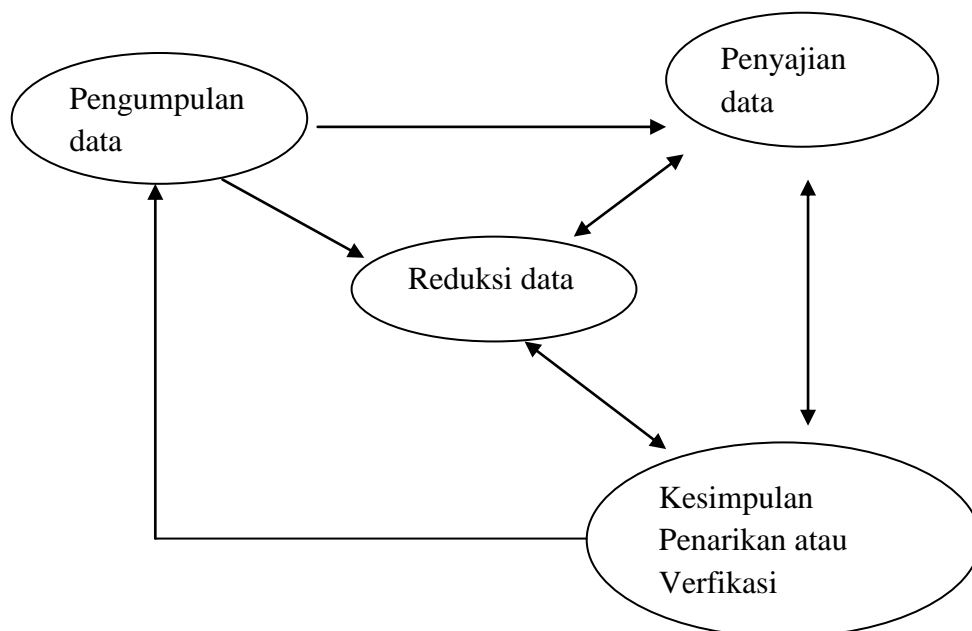 Pengumpulan
data
Penyajian
data
Reduksi data
Kesimpulan
Penarikan atau
Verfikasi